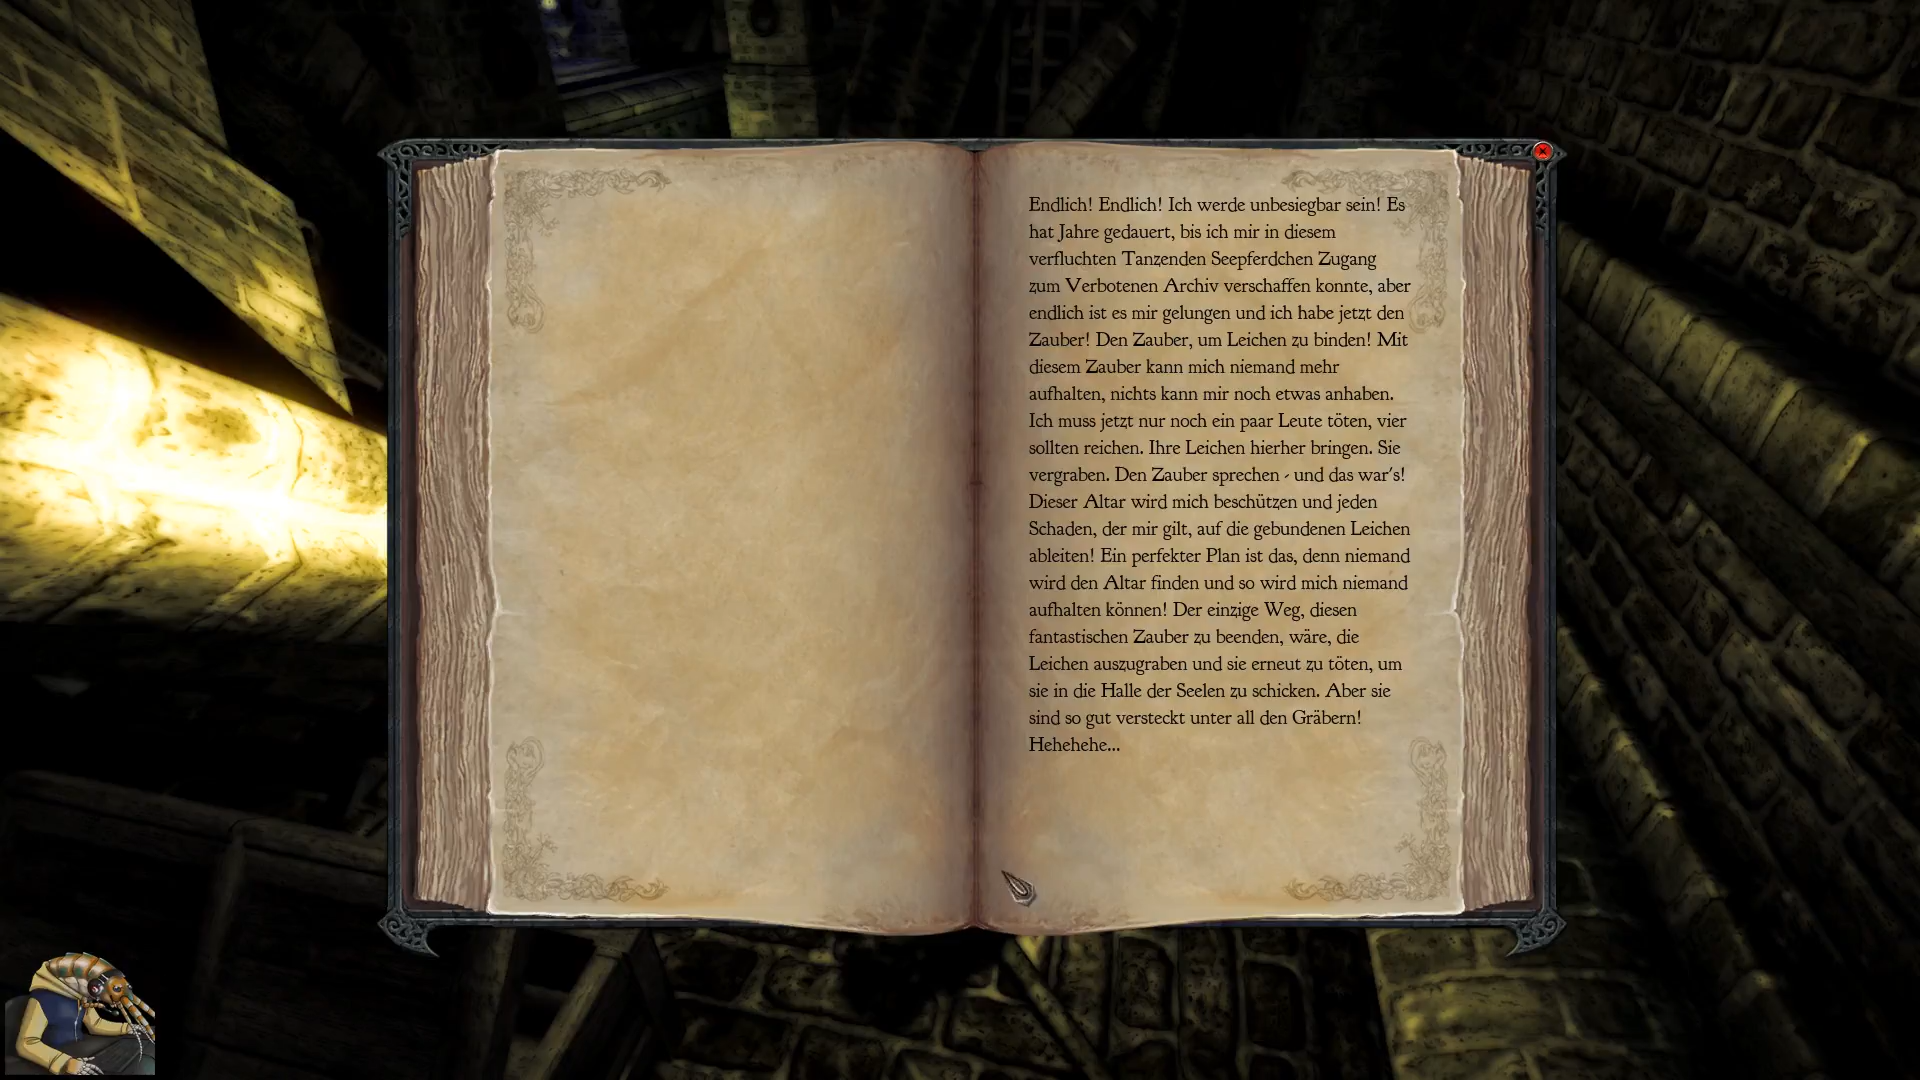 Endlich! Endlich! Ich werde unbesiegbar sein! Es
hat Jahre gedauert, bis ich mir in diesem
verfluchten Tanzenden Seepferdchen Zugang
zum Verbotenen Archiv verschaffen konnte, aber
endlich ist es mir gelungen und ich habe jetzt den
Zauber! Den Zauber, um Leichen zu binden! Mit
diesem Zauber kann mich niemand mehr
aufhalten, nichts kann mir noch etwas anhaben.
Ich muss jetzt nur noch ein paar Leute töten, vier
sollten reichen. Ihre Leichen hierher bringen. Sie
vergraben. Den Zauber sprechen - und das war's!
Dieser Altar wird mich beschützen und jeden
Schaden, der mir gilt, auf die gebundenen Leichen
ableiten! Ein perfekter Plan ist das, denn niemand
wird den Altar finden und so wird mich niemand
aufhalten können! Der einzige Weg, diesen
fantastischen Zauber zu beenden, wäre, die
Leichen auszugraben und sie erneut zu töten, um
sie in die Halle der Seelen zu schicken. Aber sie
sind so gut versteckt unter all den Gräbern!
Hehehehe...